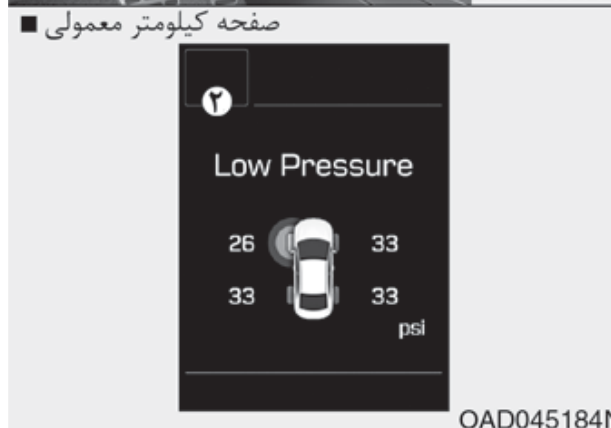 ■ صفحه کیلومتر معمولی
۲
Low Pressure
26 33
33 33
psi
OAD045184N